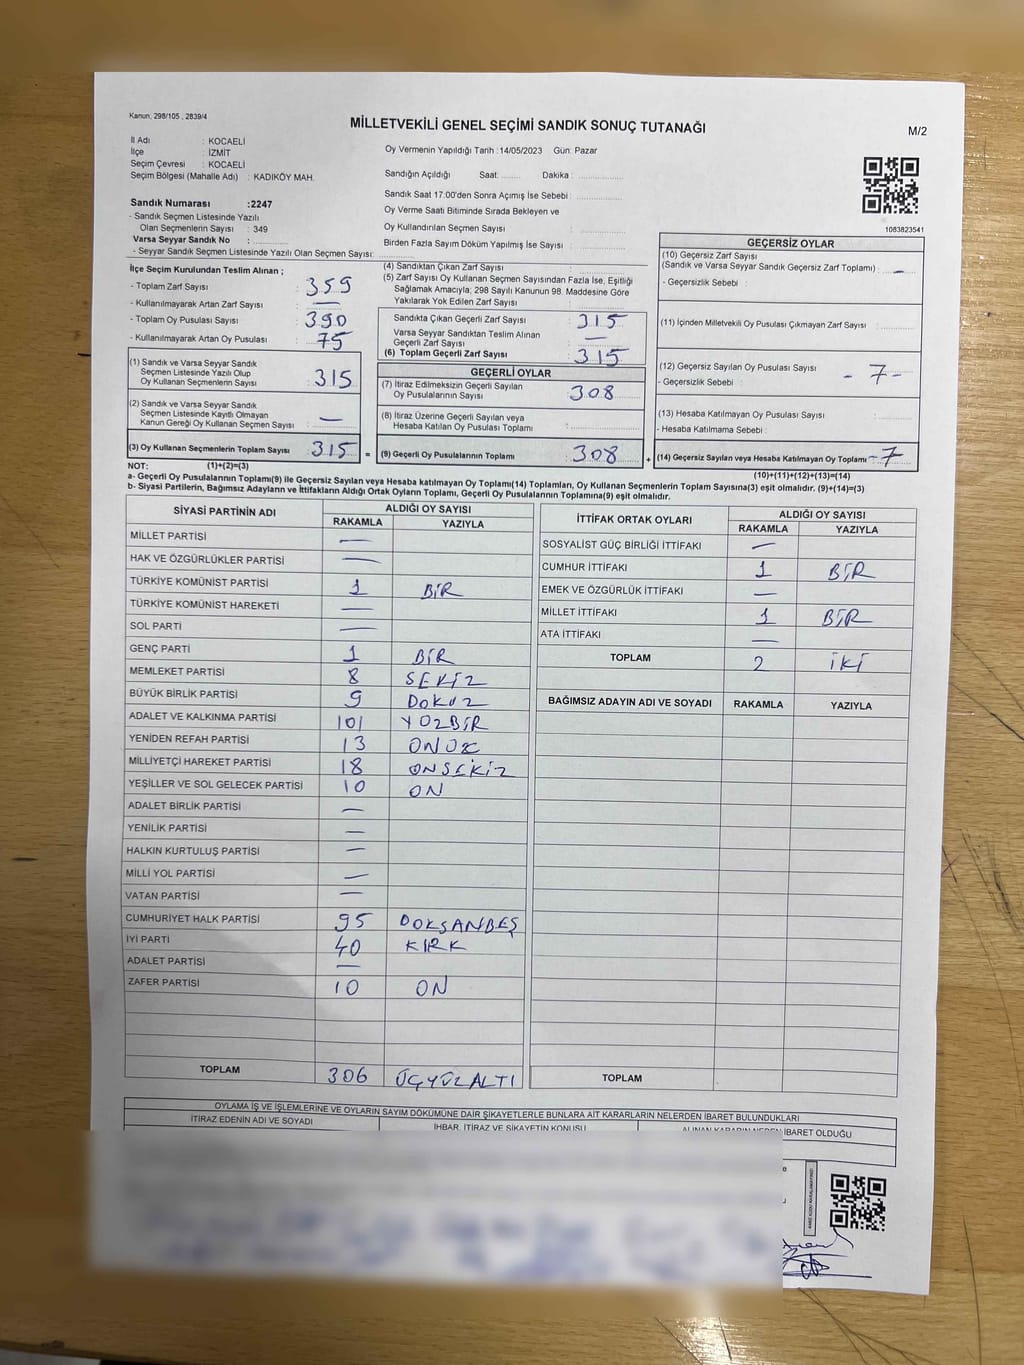 Kanun, 298/105 , 2839/4
MİLLETVEKİLİ GENEL SEÇİMİ SANDIK SONUÇ TUTANAĞI
M/2
İl Adı : KOCAELİ
İlçe : İZMİT
Seçim Çevresi : KOCAELİ
Seçim Bölgesi (Mahalle Adı) : KADIKÖY MAH.
Oy Vermenin Yapıldığı Tarih :14/05/2023 Gün: Pazar
Sandığın Açıldığı Saat: ........ Dakika : ................
Sandık Saat 17:00'den Sonra Açımış İse Sebebi : ................
Oy Verme Saati Bitiminde Sırada Bekleyen ve
Oy Kullandırılan Seçmen Sayısı : ................
Birden Fazla Sayım Döküm Yapılmış İse Sayısı : ................
1083823541
Sandık Numarası :2247
- Sandık Seçmen Listesinde Yazılı
Olan Seçmenlerin Sayısı : 349
Varsa Seyyar Sandık No : ................
- Seyyar Sandık Seçmen Listesinde Yazılı Olan Seçmen Sayısı: ................
İlçe Seçim Kurulundan Teslim Alınan ;
- Toplam Zarf Sayısı : 359
- Kullanılmayarak Artan Zarf Sayısı : —
- Toplam Oy Pusulası Sayısı : 390
- Kullanılmayarak Artan Oy Pusulası : 75
(1) Sandık ve Varsa Seyyar Sandık
Seçmen Listesinde Yazılı Olup
Oy Kullanan Seçmenlerin Sayısı : 315
(2) Sandık ve Varsa Seyyar Sandık
Seçmen Listesinde Kayıtlı Olmayan
Kanun Gereği Oy Kullanan Seçmen Sayısı : —
(3) Oy Kullanan Seçmenlerin Toplam Sayısı : 315 =
(4) Sandıktan Çıkan Zarf Sayısı : ................
(5) Zarf Sayısı Oy Kullanan Seçmen Sayısından Fazla İse, Eşitliği
Sağlamak Amacıyla; 298 Sayılı Kanunun 98. Maddesine Göre
Yakılarak Yok Edilen Zarf Sayısı : ................
Sandıkta Çıkan Geçerli Zarf Sayısı : 315
Varsa Seyyar Sandıktan Teslim Alınan
Geçerli Zarf Sayısı : —
(6) Toplam Geçerli Zarf Sayısı : 315
GEÇERLİ OYLAR
(7) İtiraz Edilmeksizin Geçerli Sayılan
Oy Pusulalarının Sayısı : 308
(8) İtiraz Üzerine Geçerli Sayılan veya
Hesaba Katılan Oy Pusulası Toplamı : ................
(9) Geçerli Oy Pusulalarının Toplamı : 308 +
GEÇERSİZ OYLAR
(10) Geçersiz Zarf Sayısı
(Sandık ve Varsa Seyyar Sandık Geçersiz Zarf Toplamı) : —
- Geçersizlik Sebebi :
(11) İçinden Milletvekili Oy Pusulası Çıkmayan Zarf Sayısı : ................
(12) Geçersiz Sayılan Oy Pusulası Sayısı : - 7 -
- Geçersizlik Sebebi :
(13) Hesaba Katılmayan Oy Pusulası Sayısı : ................
- Hesaba Katılmama Sebebi :
(14) Geçersiz Sayılan veya Hesaba Katılmayan Oy Toplamı - 7
NOT: (1)+(2)=(3) (10)+(11)+(12)+(13)=(14)
a- Geçerli Oy Pusulalarının Toplamı(9) ile Geçersiz Sayılan veya Hesaba katılmayan Oy Toplamı(14) Toplamları, Oy Kullanan Seçmenlerin Toplam Sayısına(3) eşit olmalıdır. (9)+(14)=(3)
b- Siyasi Partilerin, Bağımsız Adayların ve İttifakların Aldığı Ortak Oyların Toplamı, Geçerli Oy Pusulalarının Toplamına(9) eşit olmalıdır.
SİYASİ PARTİNİN ADI ALDIĞI OY SAYISI
RAKAMLA YAZIYLA
MİLLET PARTİSİ —
HAK VE ÖZGÜRLÜKLER PARTİSİ —
TÜRKİYE KOMÜNİST PARTİSİ 1 BİR
TÜRKİYE KOMÜNİST HAREKETİ —
SOL PARTİ —
GENÇ PARTİ 1 BİR
MEMLEKET PARTİSİ 8 SEKİZ
BÜYÜK BİRLİK PARTİSİ 9 DOKUZ
ADALET VE KALKINMA PARTİSİ 101 YÜZBİR
YENİDEN REFAH PARTİSİ 13 ONÜÇ
MİLLİYETÇİ HAREKET PARTİSİ 18 ONSEKİZ
YEŞİLLER VE SOL GELECEK PARTİSİ 10 ON
ADALET BİRLİK PARTİSİ —
YENİLİK PARTİSİ —
HALKIN KURTULUŞ PARTİSİ —
MİLLİ YOL PARTİSİ —
VATAN PARTİSİ —
CUMHURİYET HALK PARTİSİ 95 DOKSANBEŞ
İYİ PARTİ 40 KIRK
ADALET PARTİSİ —
ZAFER PARTİSİ 10 ON
TOPLAM 306 ÜÇYÜZALTI
İTTİFAK ORTAK OYLARI ALDIĞI OY SAYISI
RAKAMLA YAZIYLA
SOSYALİST GÜÇ BİRLİĞİ İTTİFAKI —
CUMHUR İTTİFAKI 1 BİR
EMEK VE ÖZGÜRLÜK İTTİFAKI —
MİLLET İTTİFAKI 1 BİR
ATA İTTİFAKI —
TOPLAM 2 İKİ
BAĞIMSIZ ADAYIN ADI VE SOYADI RAKAMLA YAZIYLA
TOPLAM
OYLAMA İŞ VE İŞLEMLERİNE VE OYLARIN SAYIM DÖKÜMÜNE DAİR ŞİKAYETLERLE BUNLARA AİT KARARLARIN NELERDEN İBARET BULUNDUKLARI
İTİRAZ EDENİN ADI VE SOYADI İHBAR, İTİRAZ VE ŞİKAYETİN KONUSU ALINAN KARARIN NEDEN İBARET OLDUĞU